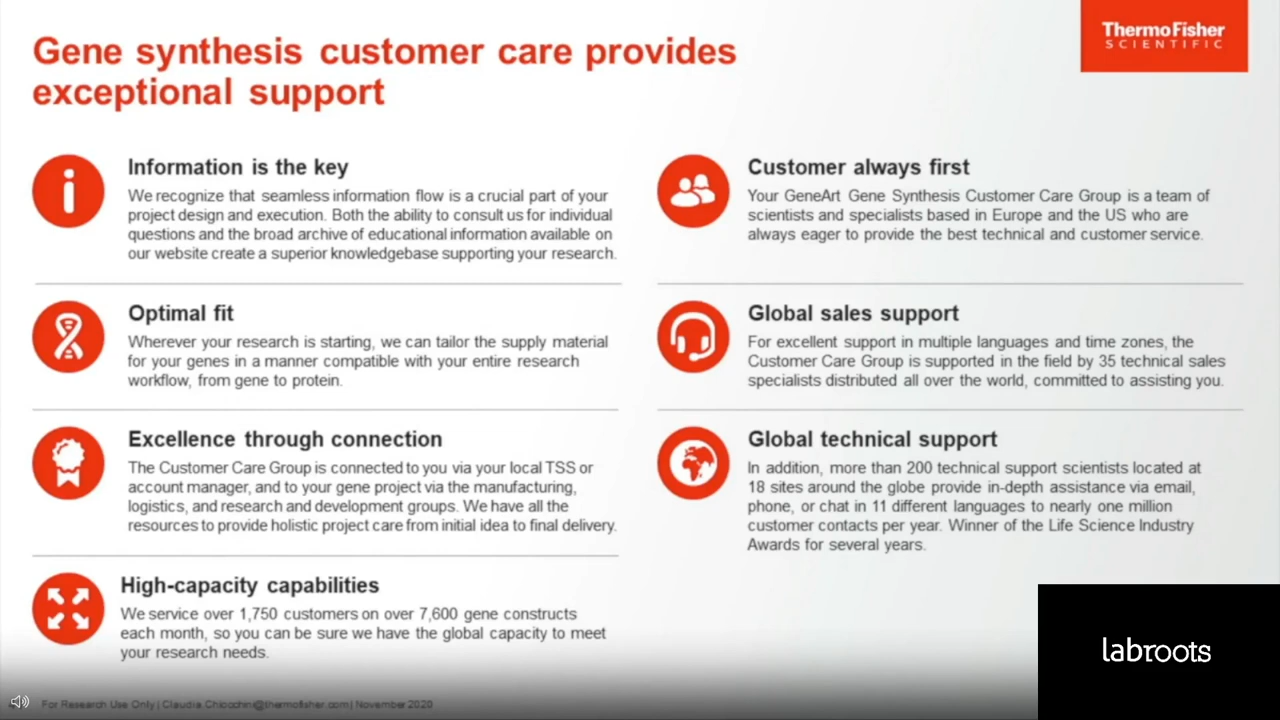 Gene synthesis customer care provides
exceptional support
ThermoFisher
SCIENTIFIC
Information is the key
We recognize that seamless information flow is a crucial part of your
project design and execution. Both the ability to consult us for individual
questions and the broad archive of educational information available on
our website create a superior knowledgebase supporting your research.
Optimal fit
Wherever your research is starting, we can tailor the supply material
for your genes in a manner compatible with your entire research
workflow, from gene to protein.
Excellence through connection
The Customer Care Group is connected to you via your local TSS or
account manager, and to your gene project via the manufacturing,
logistics, and research and development groups. We have all the
resources to provide holistic project care from initial idea to final delivery.
High-capacity capabilities
We service over 1,750 customers on over 7,600 gene constructs
each month, so you can be sure we have the global capacity to meet
your research needs.
Customer always first
Your GeneArt Gene Synthesis Customer Care Group is a team of
scientists and specialists based in Europe and the US who are
always eager to provide the best technical and customer service.
Global sales support
For excellent support in multiple languages and time zones, the
Customer Care Group is supported in the field by 35 technical sales
specialists distributed all over the world, committed to assisting you.
Global technical support
In addition, more than 200 technical support scientists located at
18 sites around the globe provide in-depth assistance via email,
phone, or chat in 11 different languages to nearly one million
customer contacts per year. Winner of the Life Science Industry
Awards for several years.
labroots
For Research Use Only | Claudia.Chiocchini@thermofisher.com | November 2020